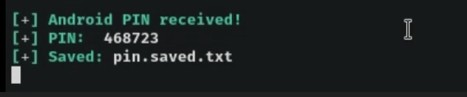 [+] Android PIN received!
[+] PIN:  468723
[+] Saved: pin.saved.txt